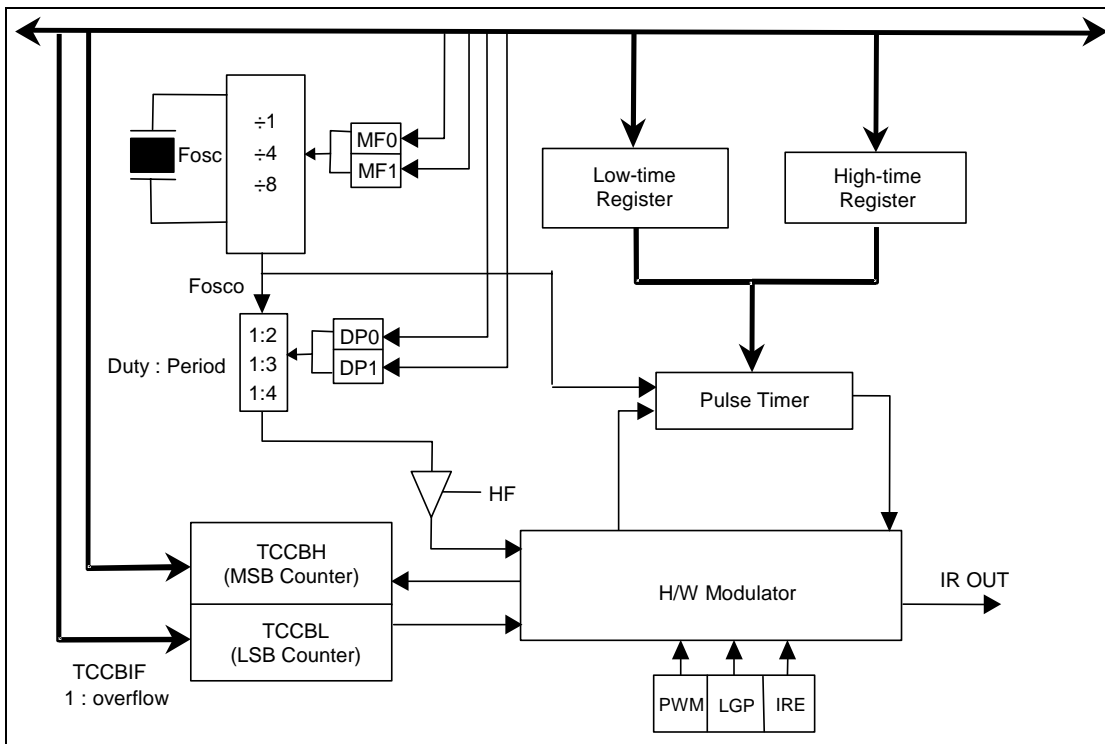 ÷1
÷4
÷8
Fosc
MF0
MF1
Low-time
Register
High-time
Register
Fosco
1:2
1:3
1:4
Duty : Period
DP0
DP1
Pulse Timer
HF
TCCBH
(MSB Counter)
TCCBL
(LSB Counter)
H/W Modulator
IR OUT
TCCBIF
1 : overflow
PWM
LGP
IRE